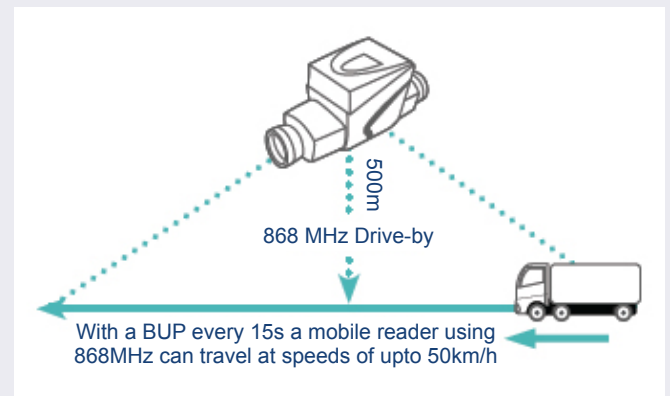 500m
868 MHz Drive-by
With a BUP every 15s a mobile reader using
868MHz can travel at speeds of upto 50km/h